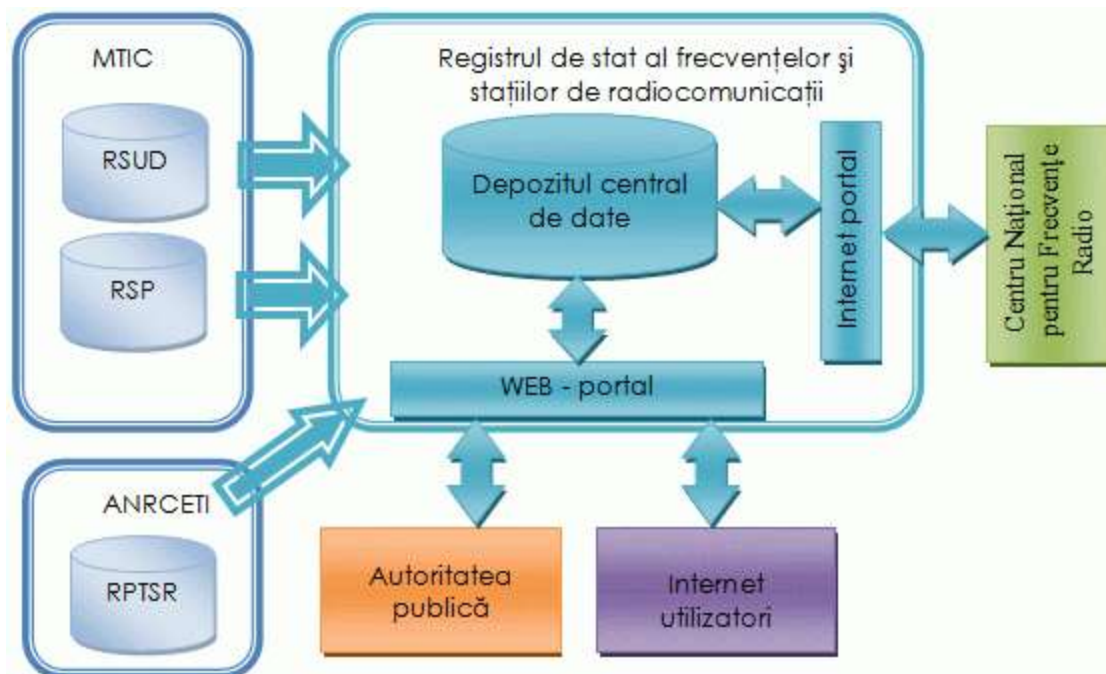 MTIC
RSUD
RSP
Registrul de stat al frecvențelor şi
stațiilor de radiocomunicații
Depozitul central
de date
Internet portal
Centru Național
pentru Frecvențe
Radio
WEB - portal
ANRCETI
RPTSR
Autoritatea
publică
Internet
utilizatori